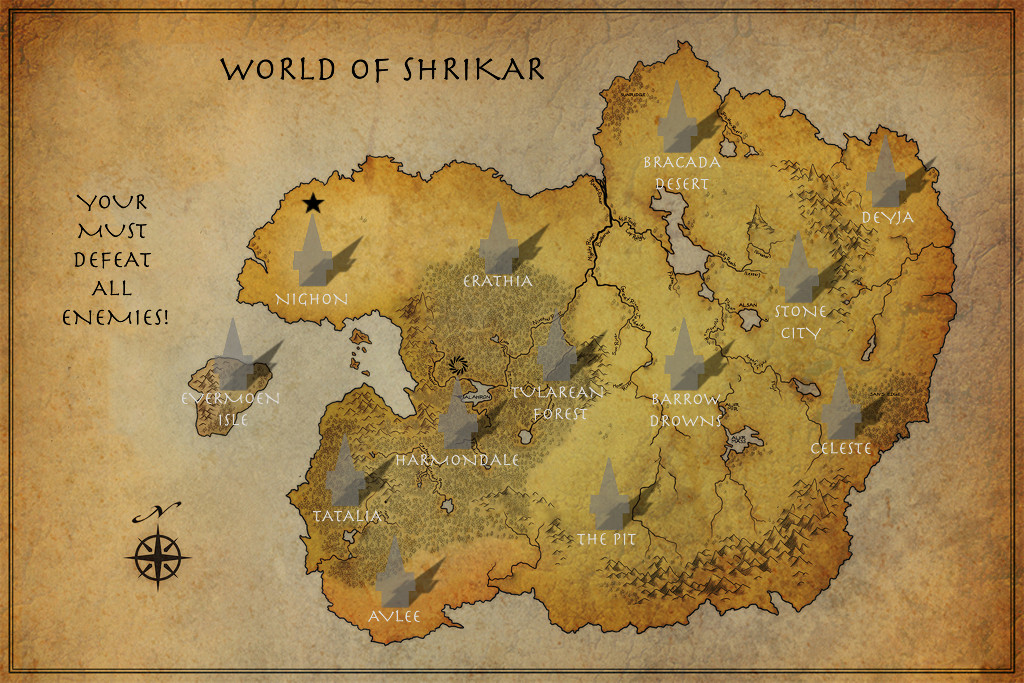 WORLD OF SHRIKAR
YOUR
MUST
DEFEAT
ALL
ENEMIES!
BRACADA
DESERT
DEYJA
ERATHIA
NIGHON
ALSAN
STONE
CITY
EVERMOEN
ISLE
TULAREAN
FOREST
BARROW
DROWNS
HARMONDALE
CELESTE
TATALIA
THE PIT
AVLEE
N